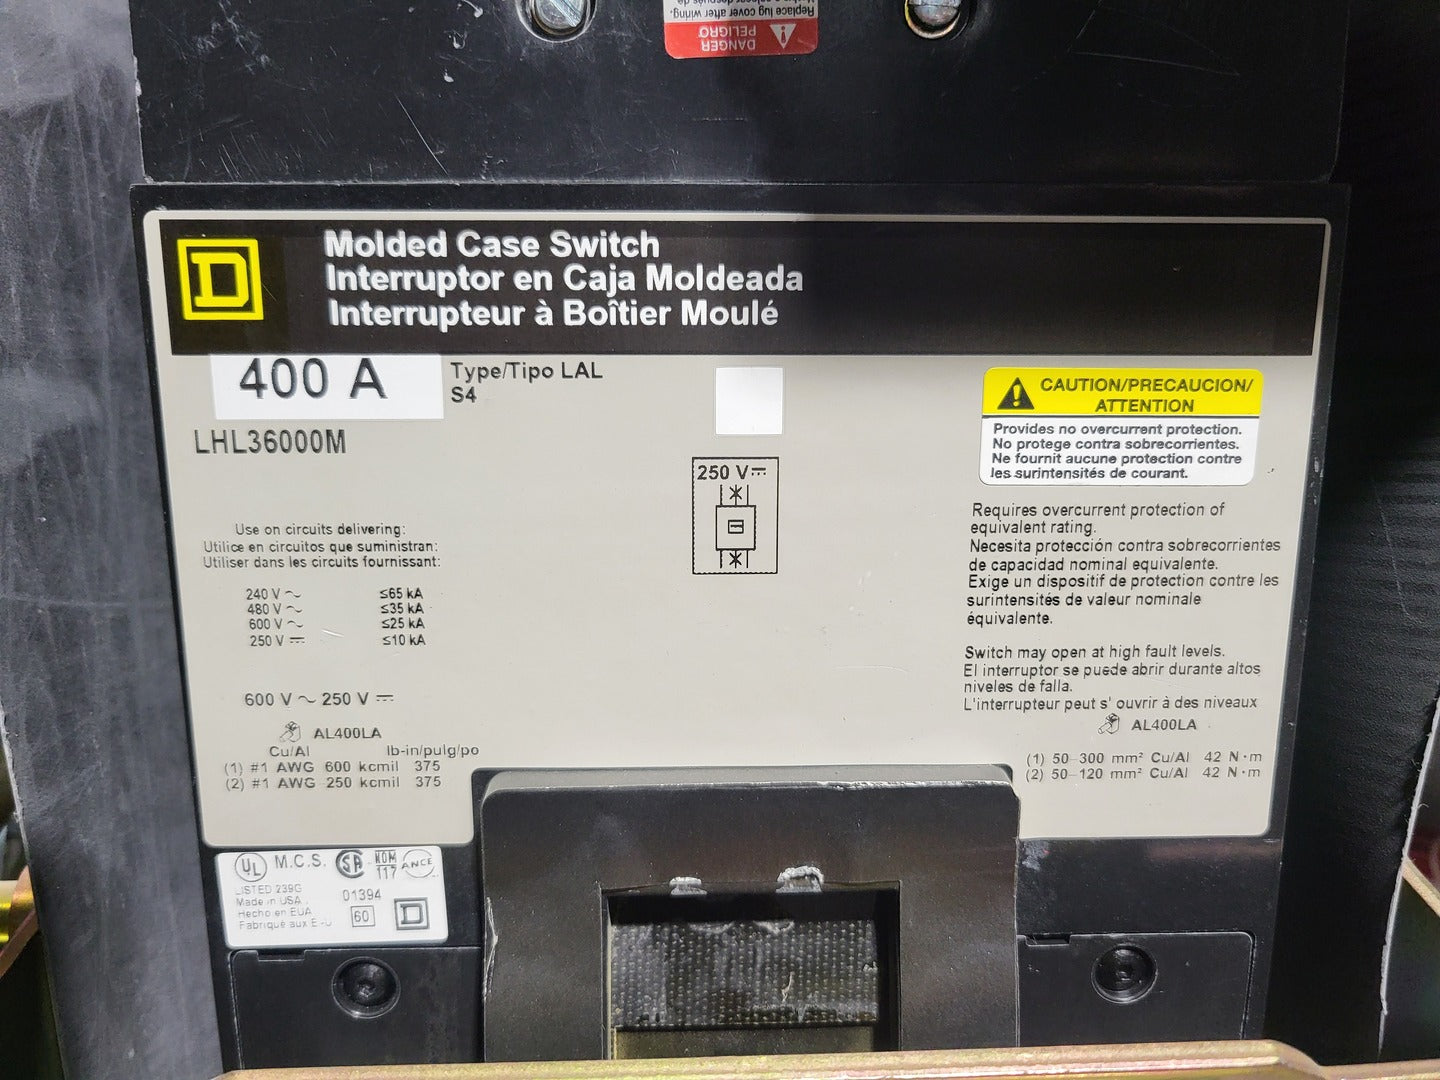 Replace lug cover after wiring.
DANGER
PELIGRO
Molded Case Switch
Interruptor en Caja Moldeada
Interrupteur à Boîtier Moulé
D
400 A
Type/Tipo LAL
S4
LHL36000M
Use on circuits delivering:
Utilice en circuitos que suministran:
Utiliser dans les circuits fournissant:
240 V ~ ≤65 kA
480 V ~ ≤35 kA
600 V ~ ≤25 kA
250 V ⎓ ≤10 kA
600 V ~ 250 V ⎓
AL400LA
Cu/Al lb-in/pulg/po
(1) #1 AWG 600 kcmil 375
(2) #1 AWG 250 kcmil 375
250 V ⎓
CAUTION/PRECAUCION/
ATTENTION
Provides no overcurrent protection.
No protege contra sobrecorrientes.
Ne fournit aucune protection contre
les surintensités de courant.
Requires overcurrent protection of
equivalent rating.
Necesita protección contra sobrecorrientes
de capacidad nominal equivalente.
Exige un dispositif de protection contre les
surintensités de valeur nominale
équivalente.
Switch may open at high fault levels.
El interruptor se puede abrir durante altos
niveles de falla.
L'interrupteur peut s' ouvrir à des niveaux
AL400LA
(1) 50–300 mm² Cu/Al 42 N·m
(2) 50–120 mm² Cu/Al 42 N·m
UL M.C.S. SA NOM ANCE
117
LISTED 239G
Made in USA 01394
Hecho en EUA 60 D
Fabriqué aux E-U